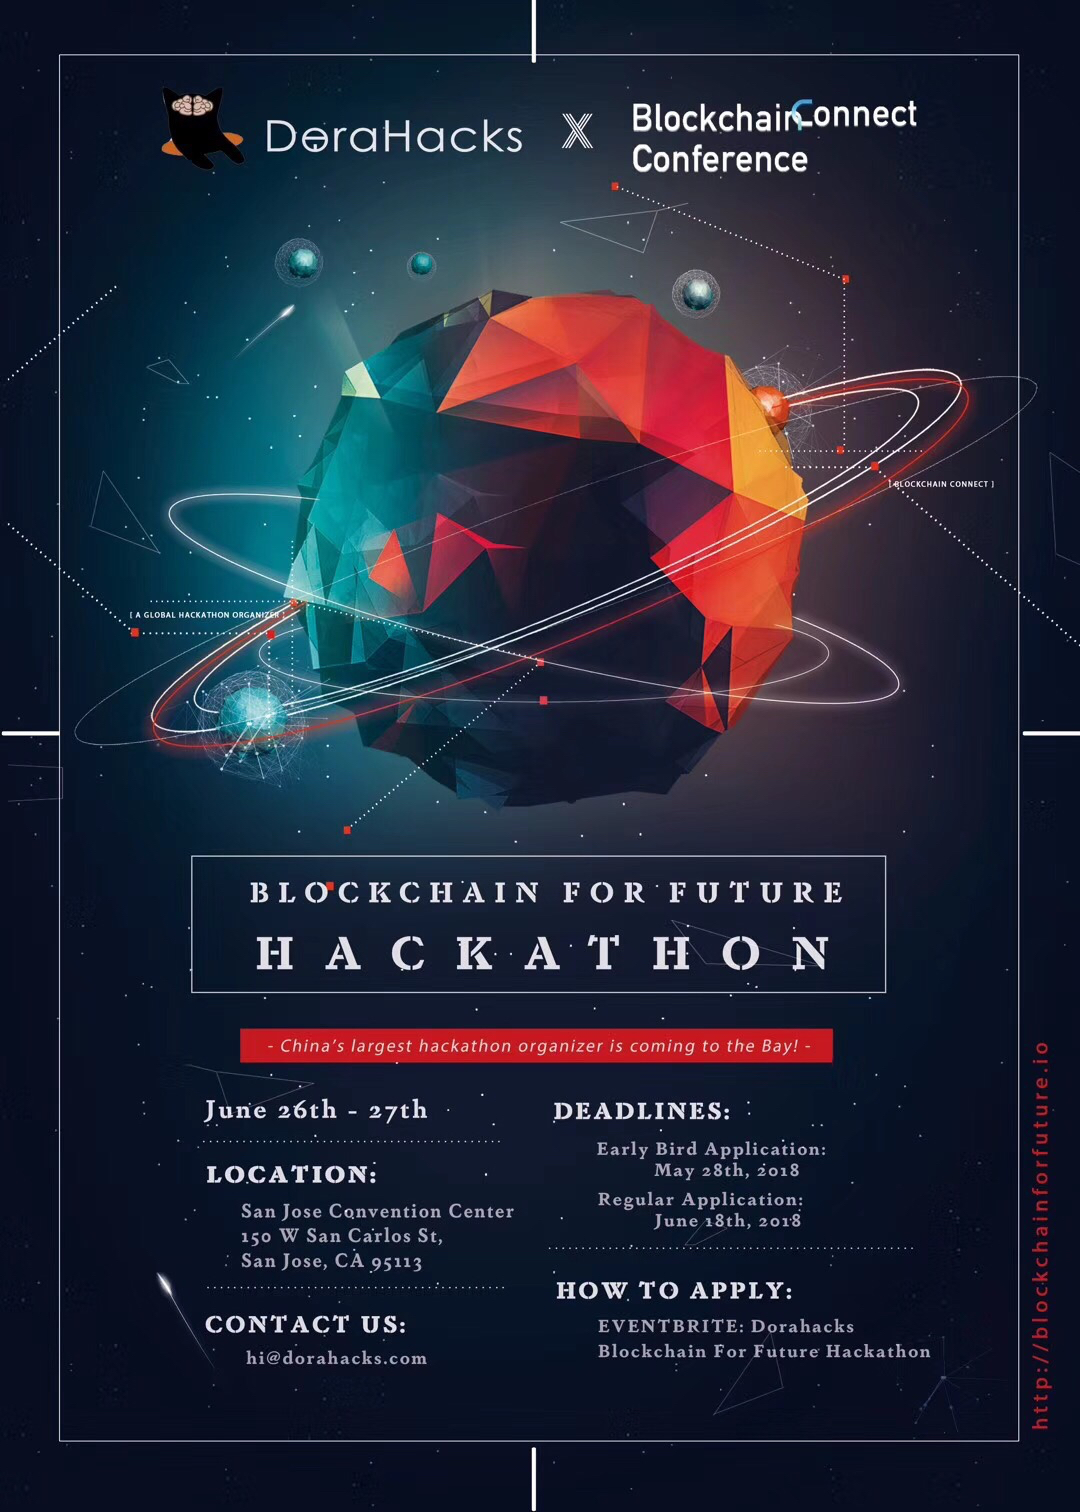 DoraHacks X BlockchainConnect
Conference
[ BLOCKCHAIN CONNECT ]
[ A GLOBAL HACKATHON ORGANIZER ]
BLOCKCHAIN FOR FUTURE
HACKATHON
- China's largest hackathon organizer is coming to the Bay! -
June 26th - 27th
LOCATION:
San Jose Convention Center
150 W San Carlos St,
San Jose, CA 95113
CONTACT US:
hi@dorahacks.com
DEADLINES:
Early Bird Application:
May 28th, 2018
Regular Application:
June 18th, 2018
HOW TO APPLY:
EVENTBRITE: Dorahacks
Blockchain For Future Hackathon
http://blockchainforfuture.io